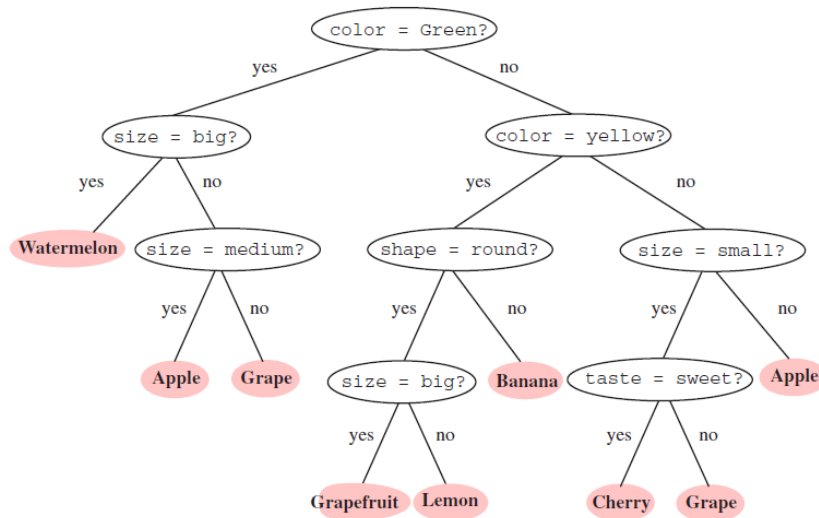 color = Green?
yes
no
size = big?
color = yellow?
yes
no
yes
no
Watermelon
size = medium?
shape = round?
size = small?
yes
no
yes
no
yes
no
Apple
Grape
size = big?
Banana
taste = sweet?
Apple
yes
no
yes
no
Grapefruit
Lemon
Cherry
Grape